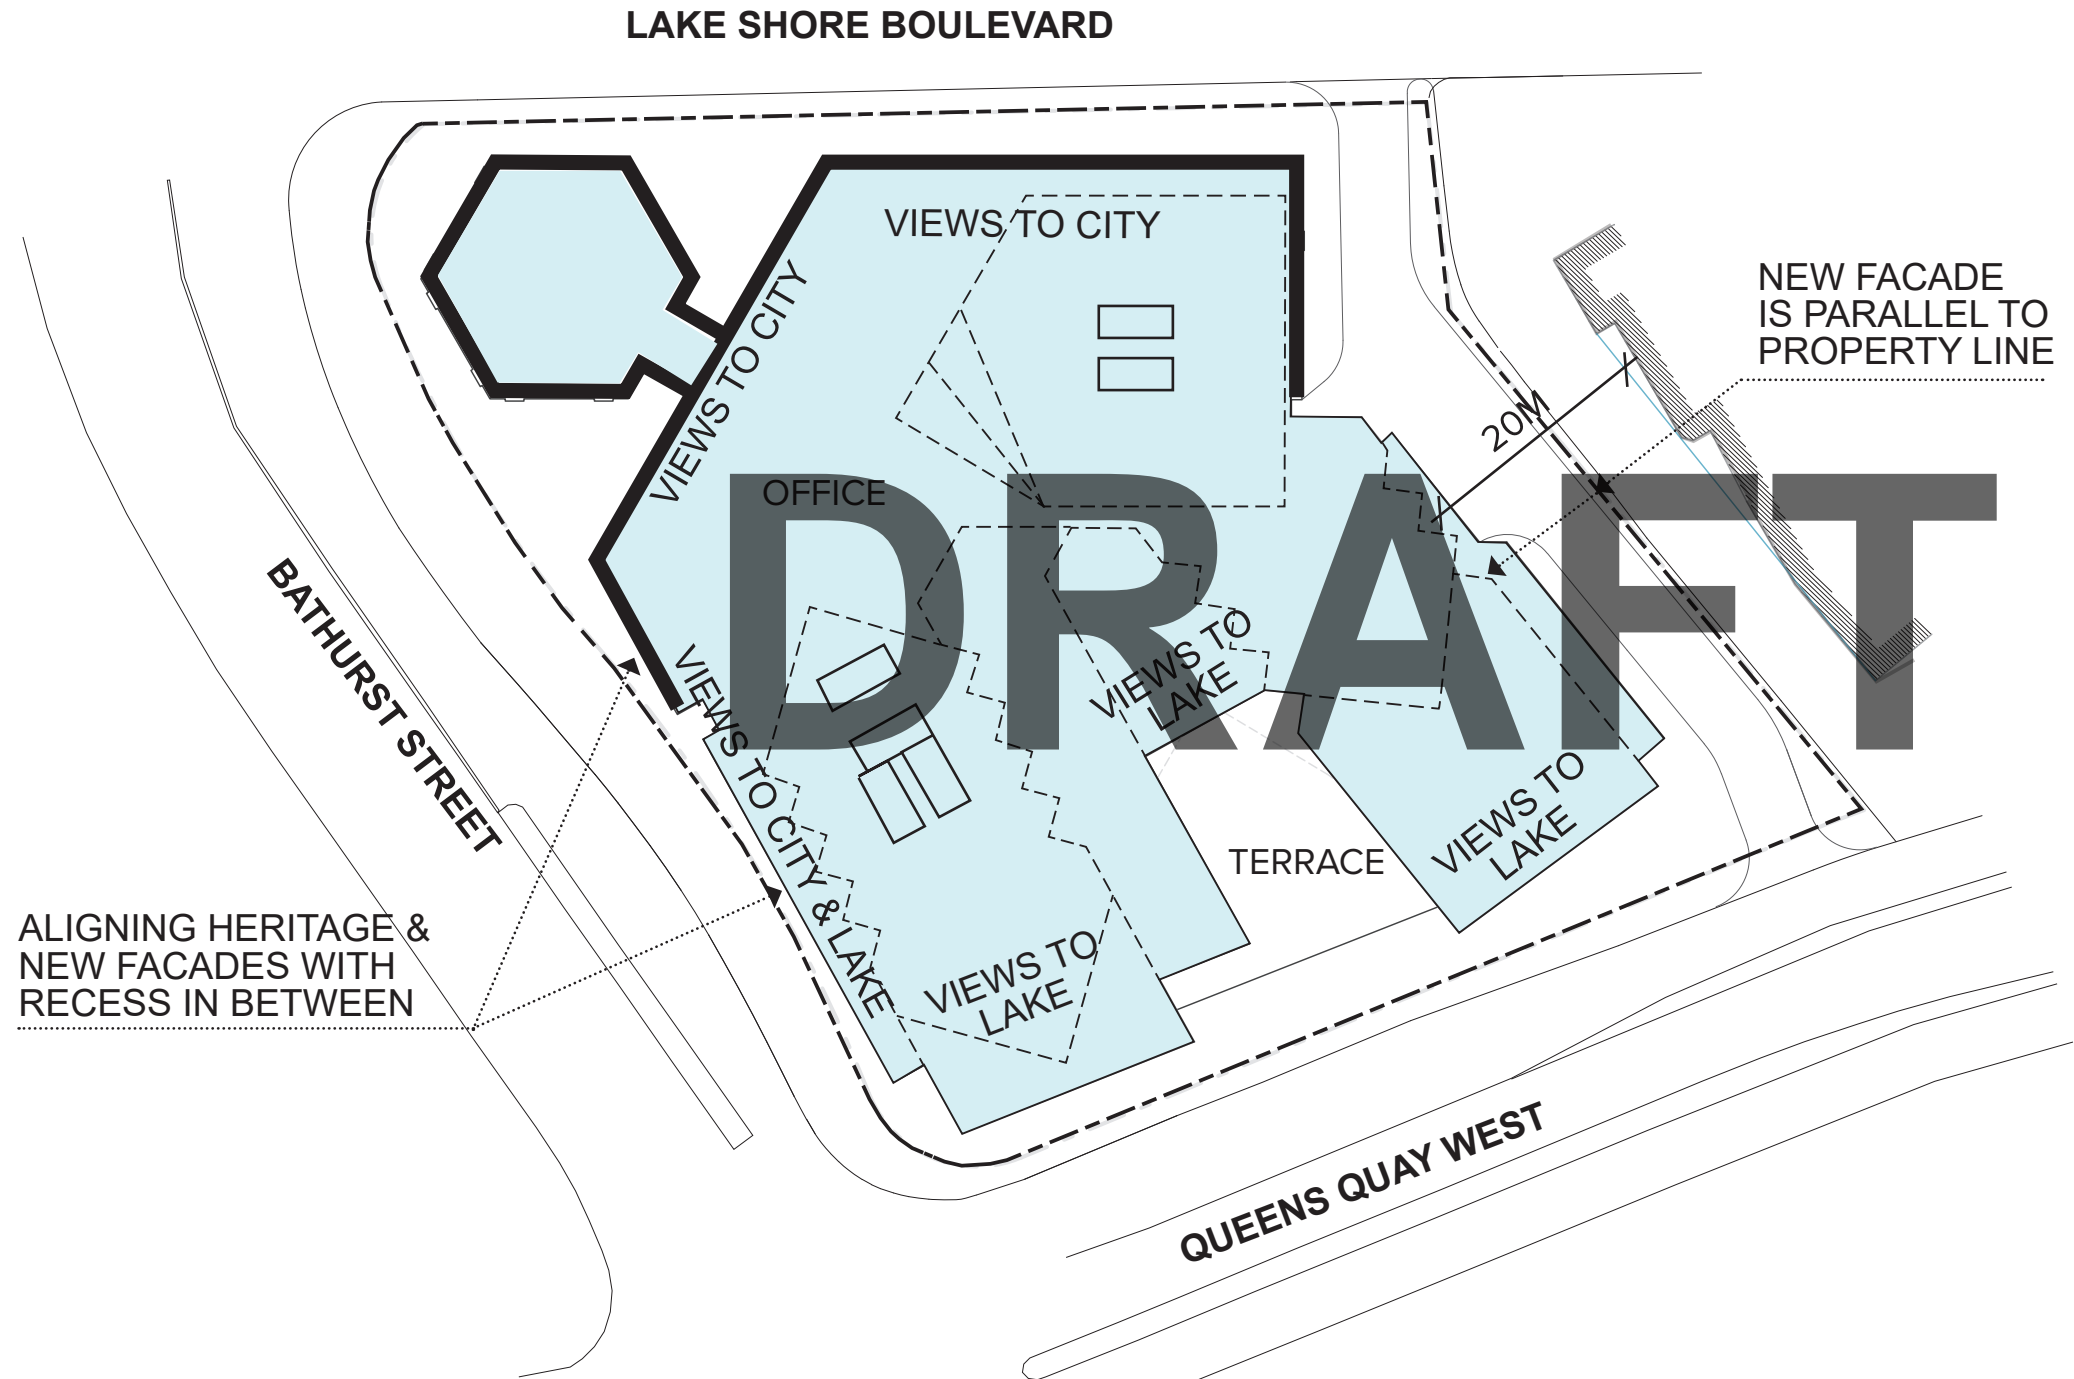 LAKE SHORE BOULEVARD
VIEWS TO CITY
VIEWS TO CITY
NEW FACADE
IS PARALLEL TO
PROPERTY LINE
20M
OFFICE
DRAFT
BATHURST STREET
VIEWS TO CITY & LAKE
VIEWS TO
LAKE
VIEWS TO
LAKE
TERRACE
ALIGNING HERITAGE &
NEW FACADES WITH
RECESS IN BETWEEN
VIEWS TO
LAKE
QUEENS QUAY WEST